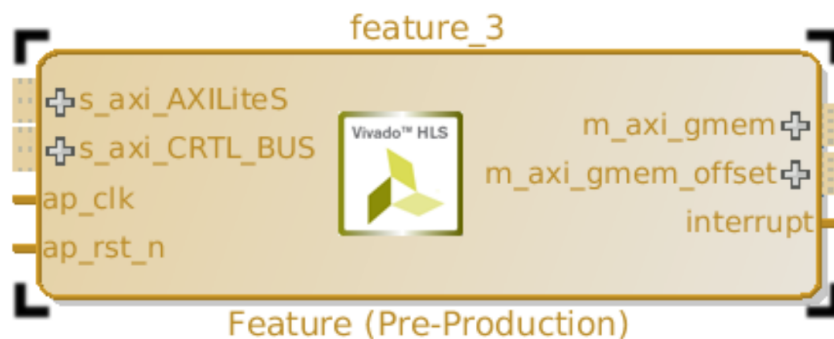 feature_3
s_axi_AXILiteS
s_axi_CRTL_BUS
ap_clk
ap_rst_n
Vivado™ HLS
m_axi_gmem
m_axi_gmem_offset
interrupt
Feature (Pre-Production)